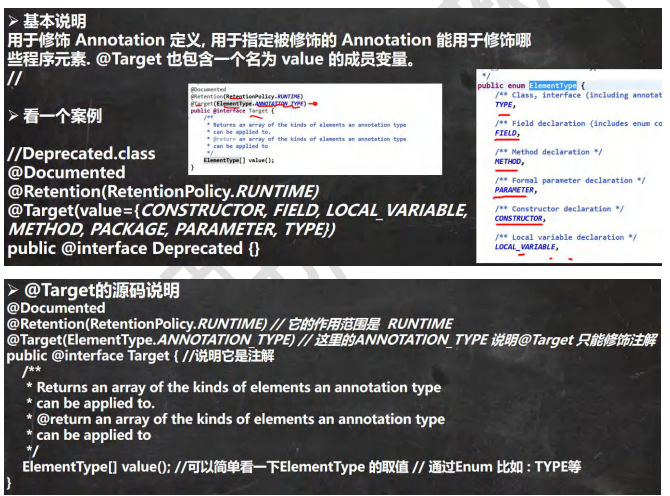 ➢ 基本说明
用于修饰 Annotation 定义, 用于指定被修饰的 Annotation 能用于修饰哪
些程序元素. @Target 也包含一个名为 value 的成员变量。
//
➢ 看一个案例
//Deprecated.class
@Documented
@Retention(RetentionPolicy.RUNTIME)
@Target(value={CONSTRUCTOR, FIELD, LOCAL_VARIABLE,
METHOD, PACKAGE, PARAMETER, TYPE})
public @interface Deprecated {}
@Documented
@Retention(RetentionPolicy.RUNTIME)
@Target(ElementType.ANNOTATION_TYPE)
public @interface Target {
/**
* Returns an array of the kinds of elements an annotation type
* can be applied to.
* @return an array of the kinds of elements an annotation type
* can be applied to
*/
ElementType[] value();
}
*/
public enum ElementType {
/** Class, interface (including annotat
TYPE,
/** Field declaration (includes enum co
FIELD,
/** Method declaration */
METHOD,
/** Formal parameter declaration */
PARAMETER,
/** Constructor declaration */
CONSTRUCTOR,
/** Local variable declaration */
LOCAL_VARIABLE,
➢ @Target的源码说明
@Documented
@Retention(RetentionPolicy.RUNTIME) // 它的作用范围是 RUNTIME
@Target(ElementType.ANNOTATION_TYPE) // 这里的ANNOTATION_TYPE 说明@Target 只能修饰注解
public @interface Target { //说明它是注解
/**
* Returns an array of the kinds of elements an annotation type
* can be applied to.
* @return an array of the kinds of elements an annotation type
* can be applied to
*/
ElementType[] value(); //可以简单看一下ElementType 的取值 // 通过Enum 比如 : TYPE等
}